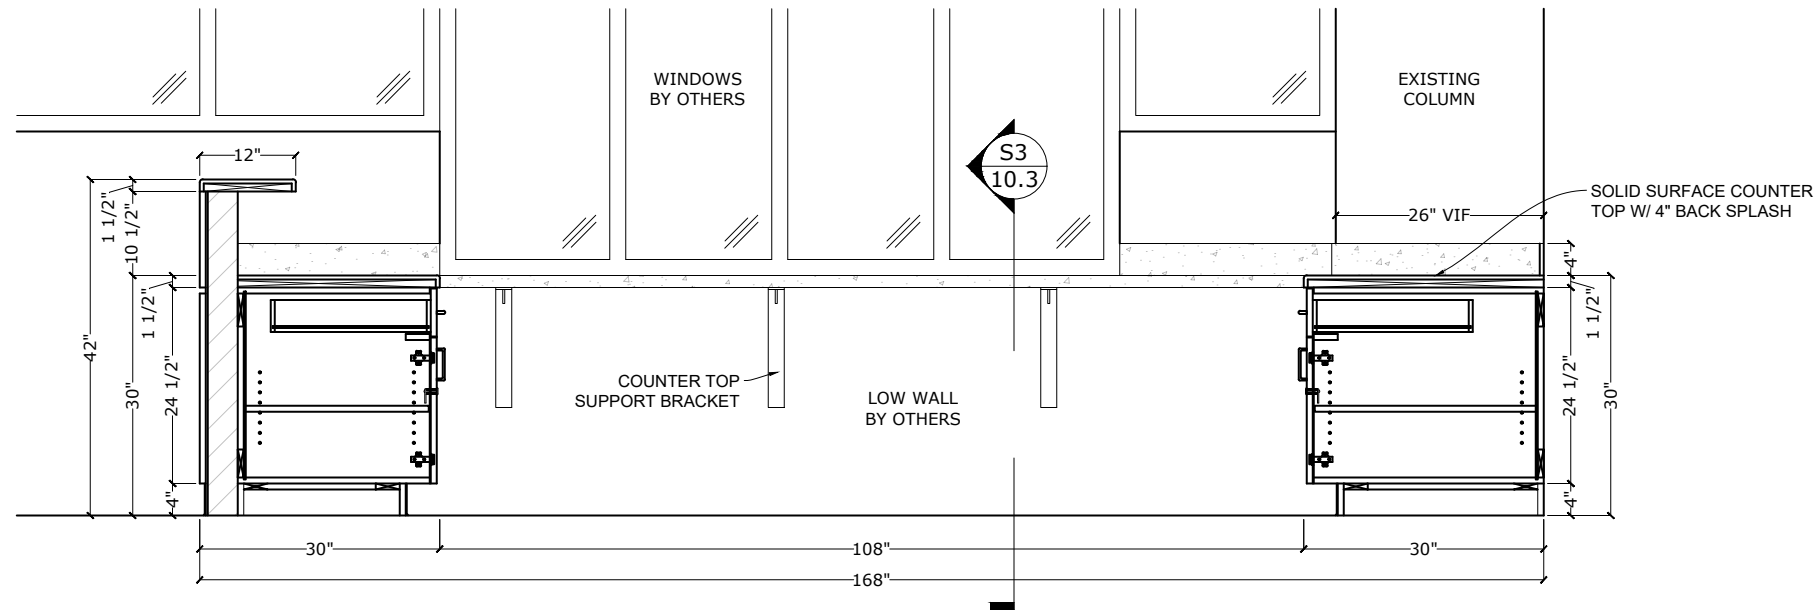 WINDOWS
BY OTHERS
EXISTING
COLUMN
12"
S3
10.3
SOLID SURFACE COUNTER
TOP W/ 4" BACK SPLASH
26" VIF
1 1/2"
10 1/2"
4"
1 1/2"
1 1/2"
42"
30"
24 1/2"
4"
COUNTER TOP
SUPPORT BRACKET
LOW WALL
BY OTHERS
24 1/2"
30"
4"
30"
108"
30"
168"